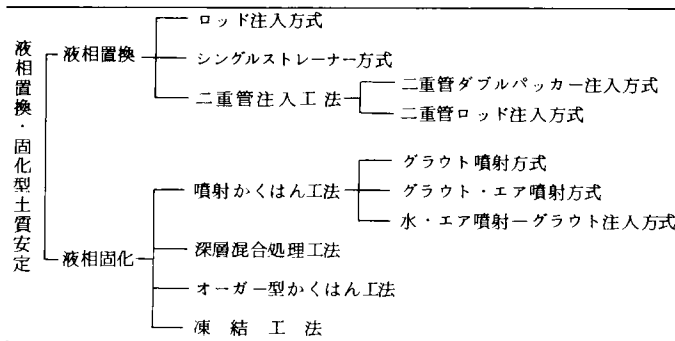 液相置換・固化型土質安定
液相置換
ロッド注入方式
シングルストレーナー方式
二重管注入工法
二重管ダブルパッカー注入方式
二重管ロッド注入方式
液相固化
噴射かくはん工法
グラウト噴射方式
グラウト・エア噴射方式
水・エア噴射ーグラウト注入方式
深層混合処理工法
オーガー型かくはん工法
凍結工法